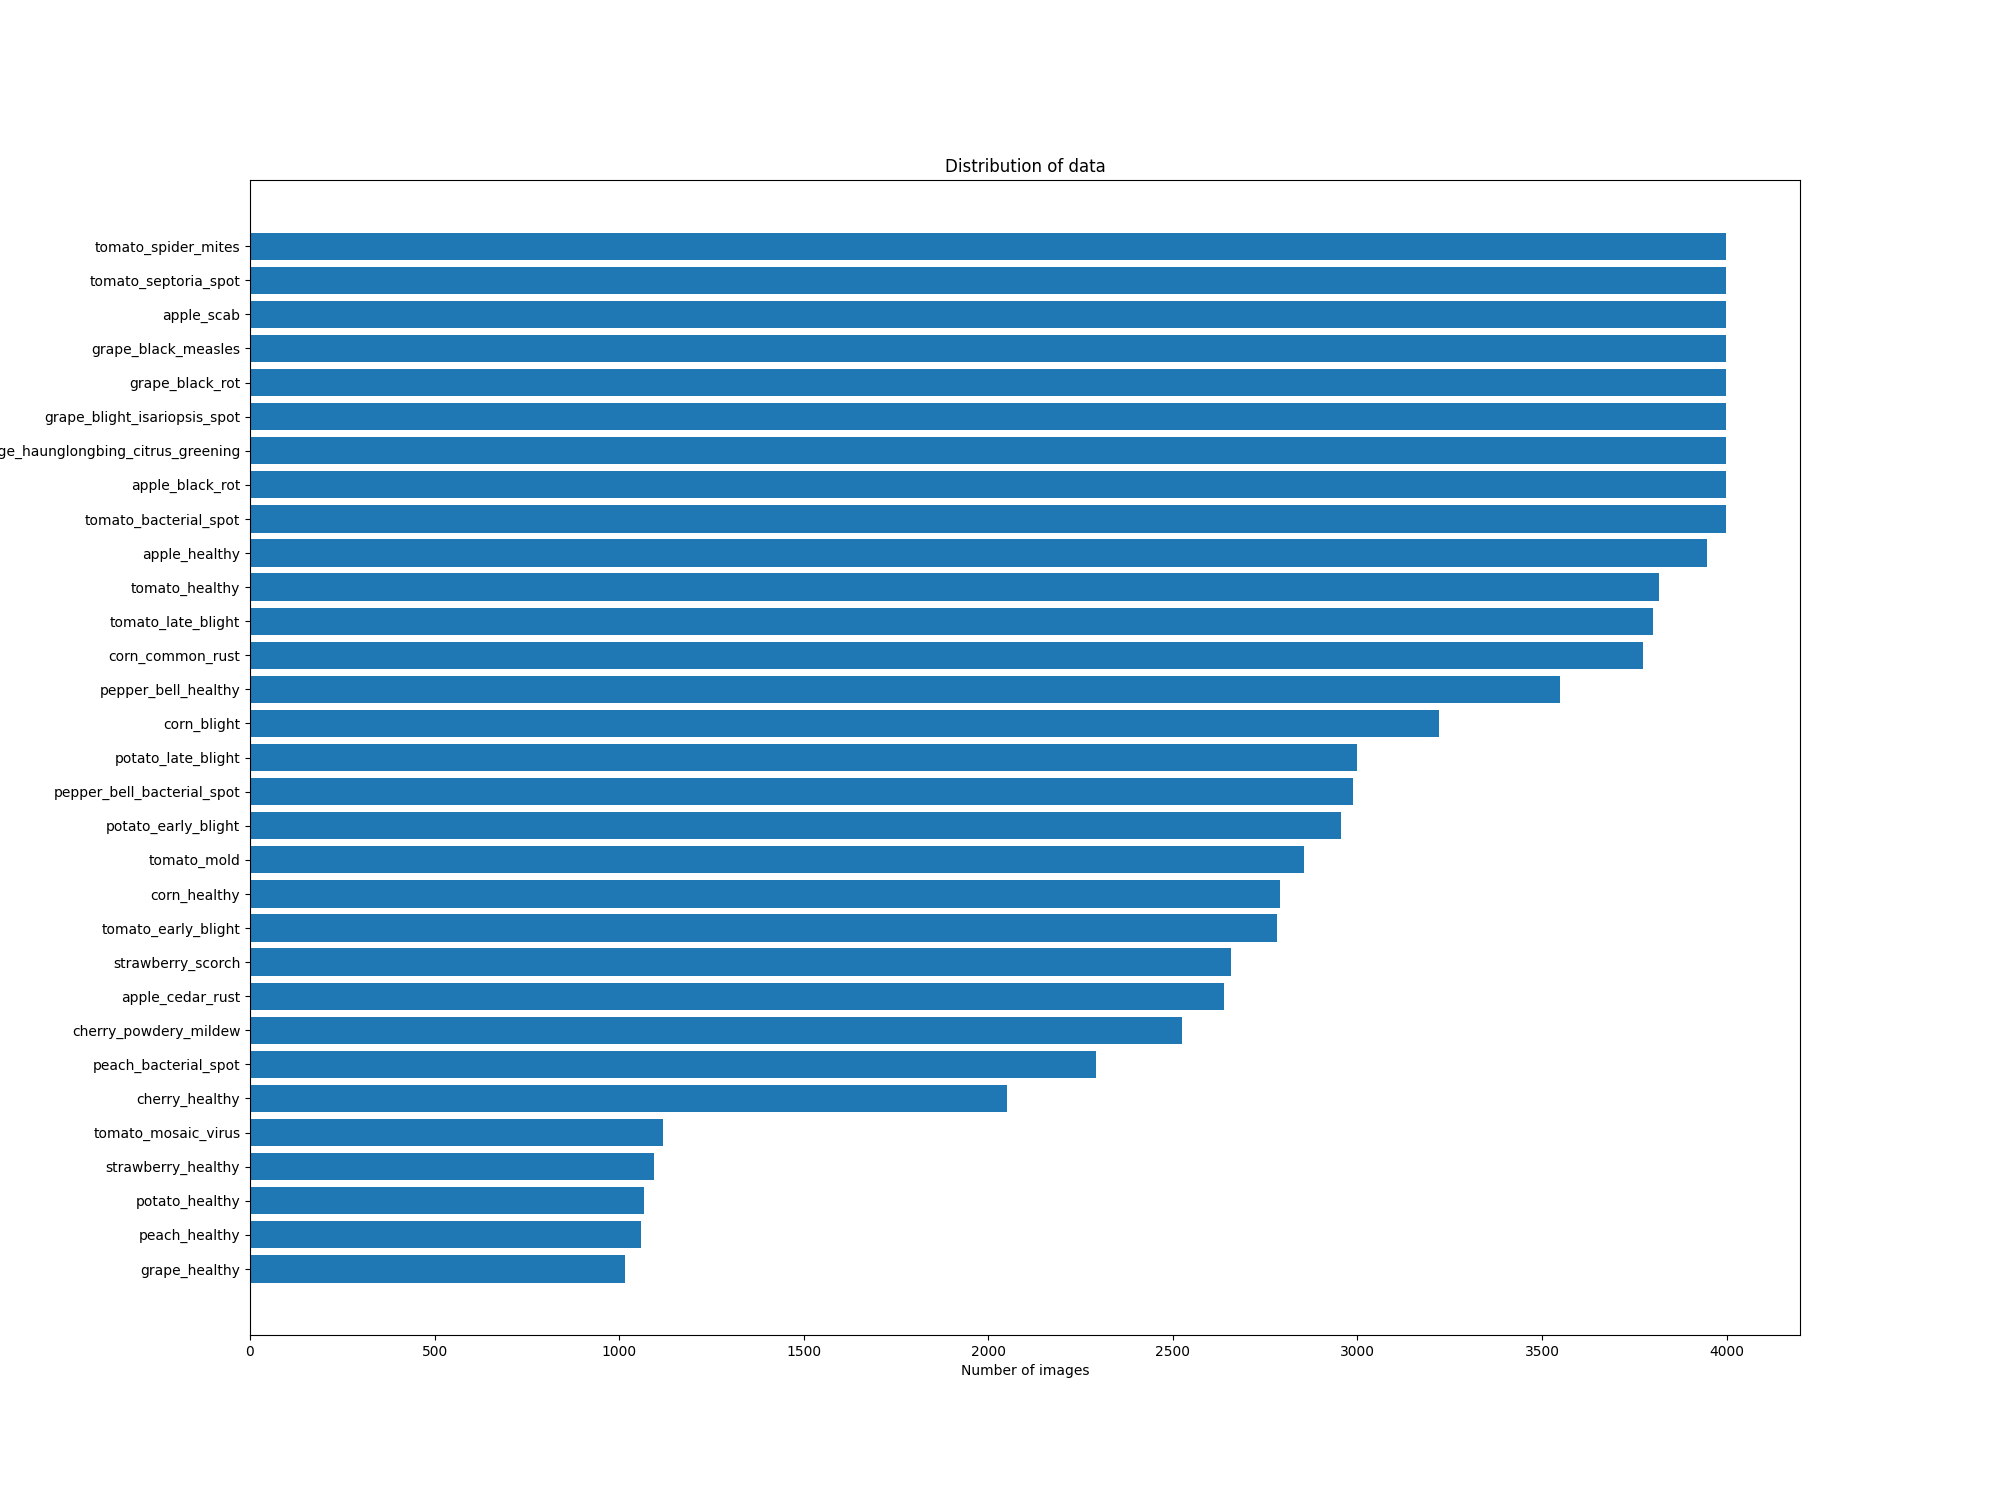 Distribution of data
tomato_spider_mites
tomato_septoria_spot
apple_scab
grape_black_measles
grape_black_rot
grape_blight_isariopsis_spot
ge_haunglongbing_citrus_greening
apple_black_rot
tomato_bacterial_spot
apple_healthy
tomato_healthy
tomato_late_blight
corn_common_rust
pepper_bell_healthy
corn_blight
potato_late_blight
pepper_bell_bacterial_spot
potato_early_blight
tomato_mold
corn_healthy
tomato_early_blight
strawberry_scorch
apple_cedar_rust
cherry_powdery_mildew
peach_bacterial_spot
cherry_healthy
tomato_mosaic_virus
strawberry_healthy
potato_healthy
peach_healthy
grape_healthy
0 500 1000 1500 2000 2500 3000 3500 4000
Number of images